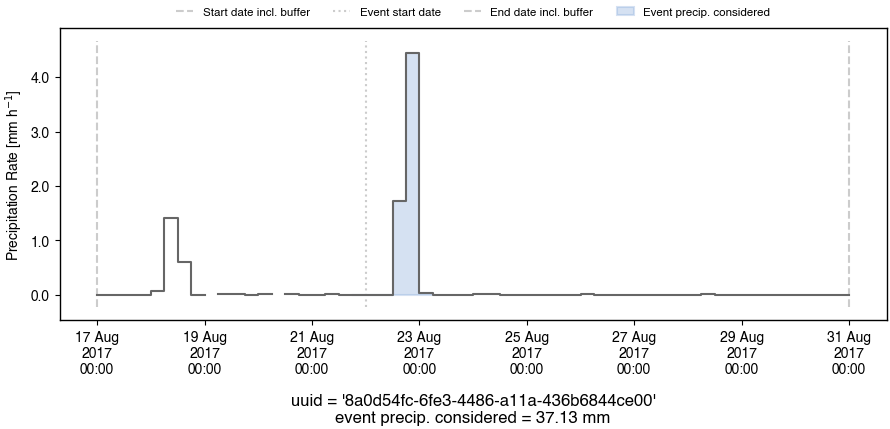 Start date incl. buffer Event start date End date incl. buffer Event precip. considered
Precipitation Rate [mm h⁻¹]
4.0
3.0
2.0
1.0
0.0
17 Aug 19 Aug 21 Aug 23 Aug 25 Aug 27 Aug 29 Aug 31 Aug
2017 2017 2017 2017 2017 2017 2017 2017
00:00 00:00 00:00 00:00 00:00 00:00 00:00 00:00
uuid = '8a0d54fc-6fe3-4486-a11a-436b6844ce00'
event precip. considered = 37.13 mm